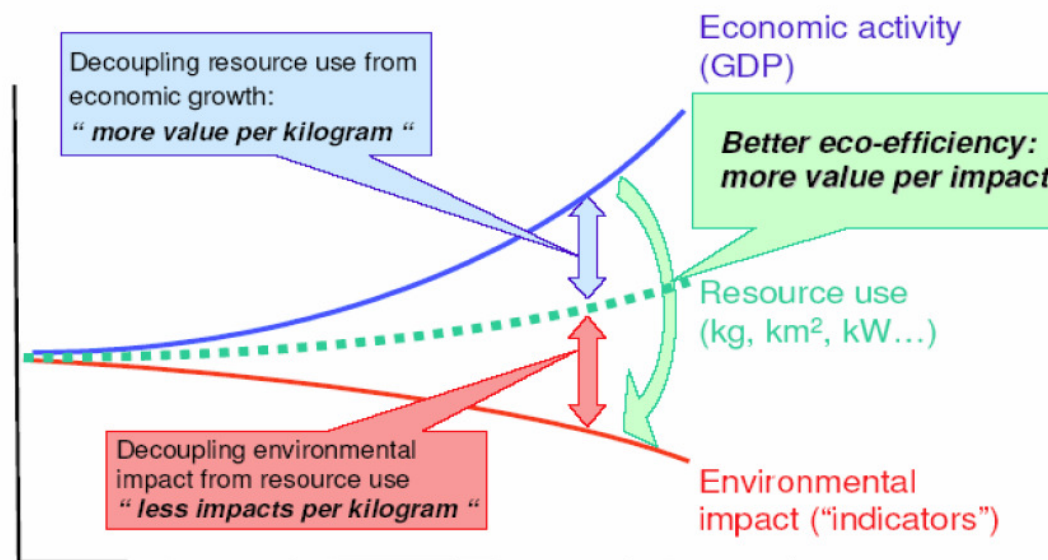 Economic activity
(GDP)
Decoupling resource use from
economic growth:
“ more value per kilogram “
Better eco-efficiency:
more value per impact
Resource use
(kg, km², kW…)
Decoupling environmental
impact from resource use
“ less impacts per kilogram “
Environmental
impact (“indicators”)